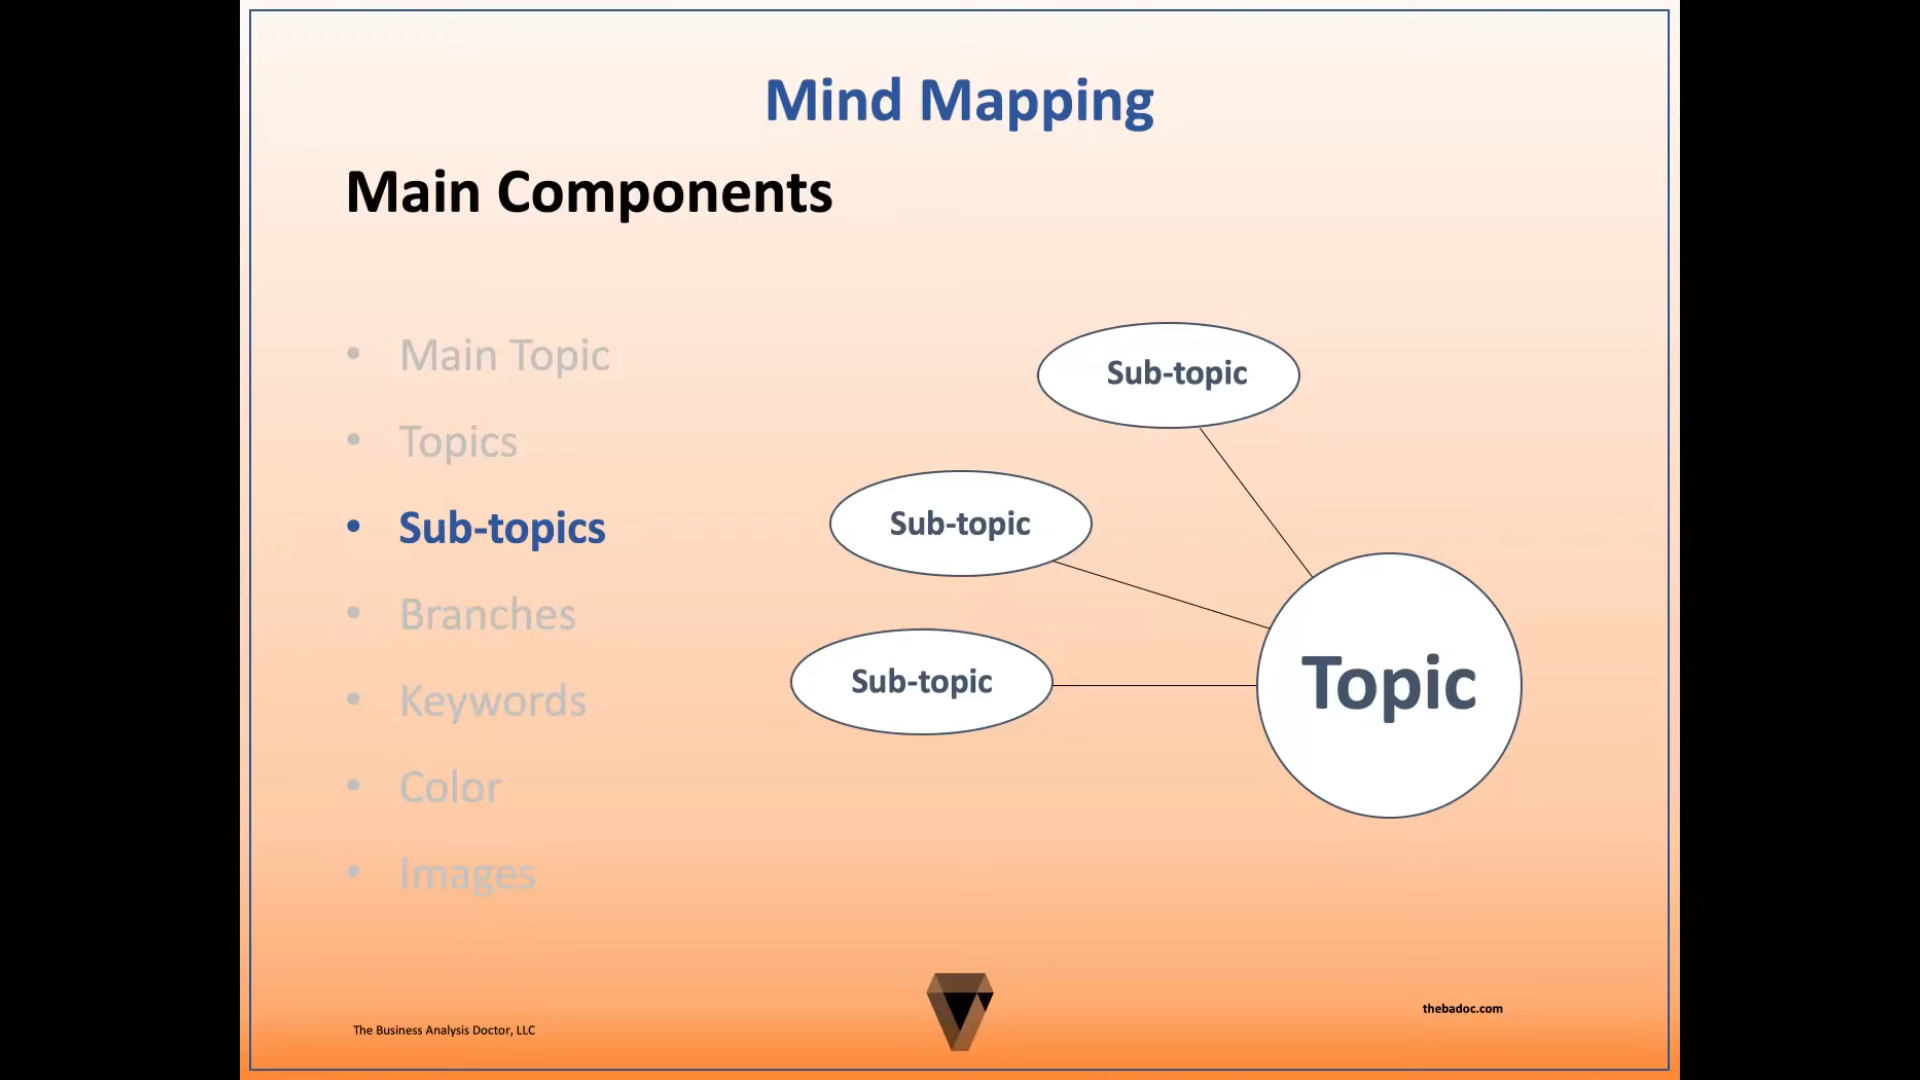 Mind Mapping
Main Components
• Main Topic
• Topics
• Sub-topics
• Branches
• Keywords
• Color
• Images
Sub-topic
Sub-topic
Sub-topic
Topic
The Business Analysis Doctor, LLC
thebadoc.com